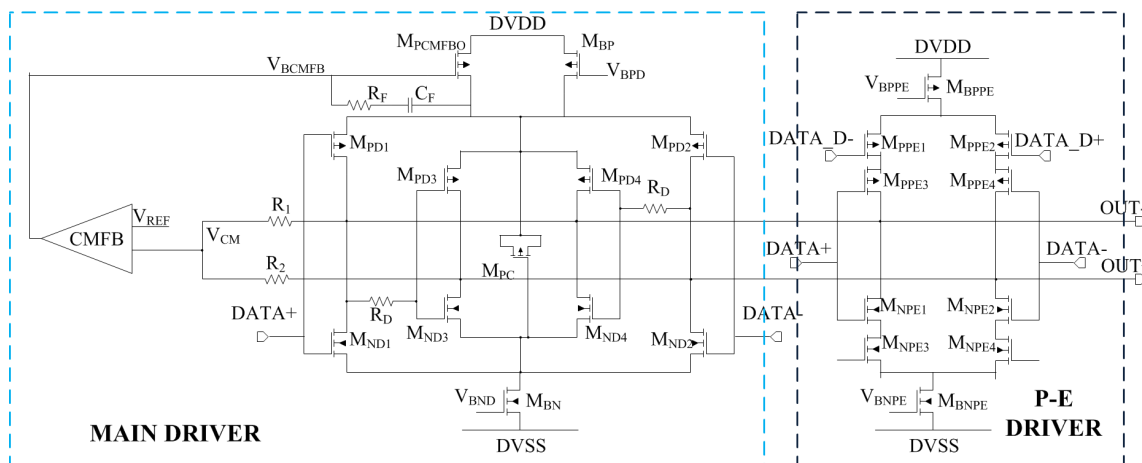 DVDD
M_PCMFBO
M_BP
V_BCMFB
V_BPD
R_F
C_F
M_PD1
M_PD2
M_PD3
M_PD4
R_D
R_1
V_REF
CMFB
V_CM
R_2
M_PC
DATA+
R_D
M_ND3
M_ND4
DATA-
M_ND1
M_ND2
V_BND
M_BN
MAIN DRIVER
DVSS
DVDD
V_BPPE
M_BPPE
DATA_D-
M_PPE1
M_PPE2
DATA_D+
M_PPE3
M_PPE4
OUT-
DATA+
DATA-
OUT
M_NPE1
M_NPE2
M_NPE3
M_NPE4
V_BNPE
M_BNPE
P-E
DRIVER
DVSS